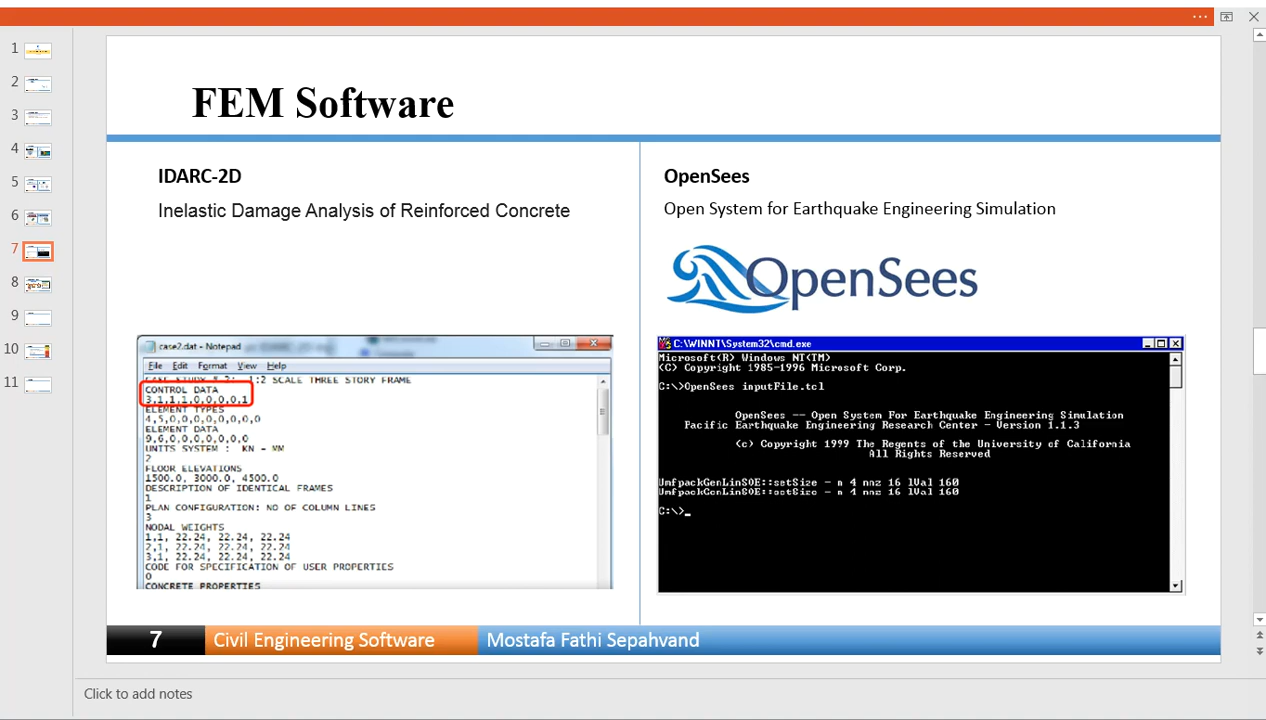 1
2
3
4
5
6
7
8
9
10
11
FEM Software
IDARC-2D
Inelastic Damage Analysis of Reinforced Concrete
case2.dat - Notepad
File Edit Format View Help
CASE STUDY # 2: 1:2 SCALE THREE STORY FRAME
CONTROL DATA
3,1,1,1,0,0,0,0,1
ELEMENT TYPES
4,5,0,0,0,0,0,0,0
ELEMENT DATA
9,6,0,0,0,0,0,0
UNITS SYSTEM : KN - MM
2
FLOOR ELEVATIONS
1500.0, 3000.0, 4500.0
DESCRIPTION OF IDENTICAL FRAMES
1
PLAN CONFIGURATION: NO OF COLUMN LINES
3
NODAL WEIGHTS
1,1, 22.24, 22.24, 22.24
2,1, 22.24, 22.24, 22.24
3,1, 22.24, 22.24, 22.24
CODE FOR SPECIFICATION OF USER PROPERTIES
0
CONCRETE PROPERTIES
OpenSees
Open System for Earthquake Engineering Simulation
OpenSees
C:\WINNT\System32\cmd.exe
Microsoft(R) Windows NT(TM)
(C) Copyright 1985-1996 Microsoft Corp.
C:\>OpenSees inputFile.tcl
OpenSees -- Open System For Earthquake Engineering Simulation
Pacific Earthquake Engineering Research Center - Version 1.1.3
(c) Copyright 1999 The Regents of the University of California
All Rights Reserved
UmfpackGenLinSOE::setSize - n 4 nnz 16 lVal 160
UmfpackGenLinSOE::setSize - n 4 nnz 16 lVal 160
C:\>_
7 Civil Engineering Software Mostafa Fathi Sepahvand
Click to add notes